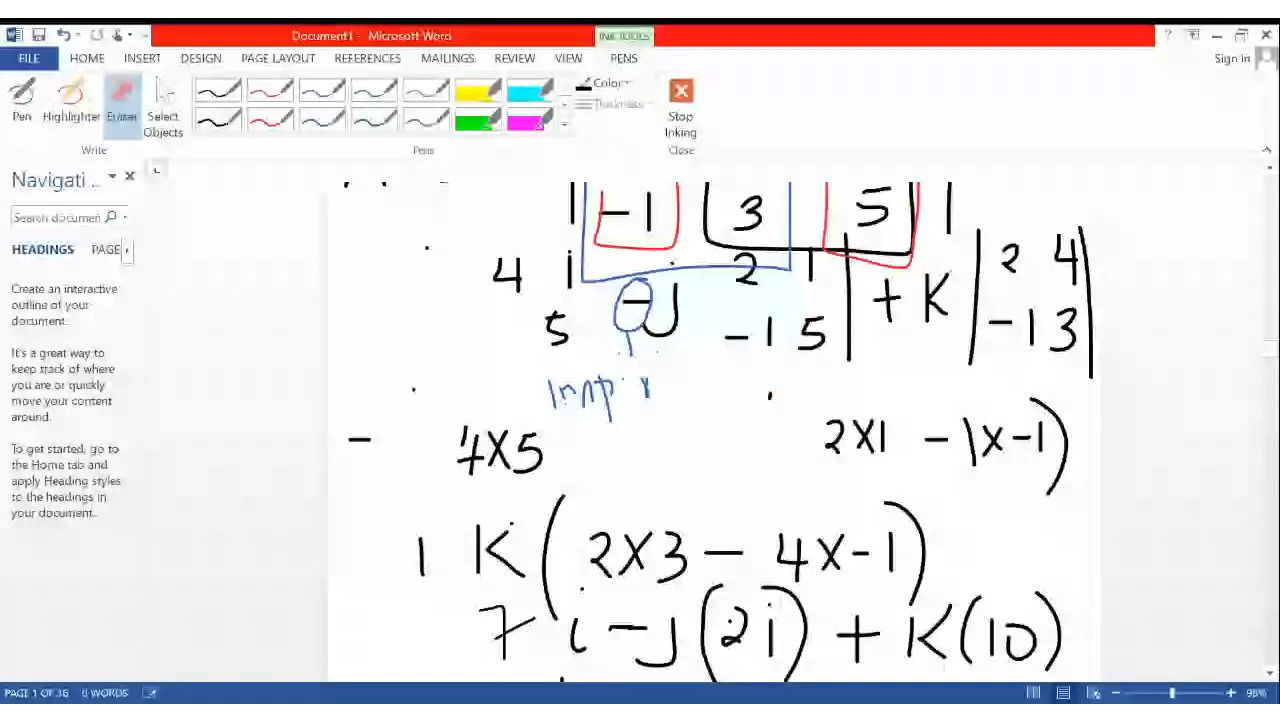 Document1 - Microsoft Word
INK TOOLS
?
Sign in
FILE HOME INSERT DESIGN PAGE LAYOUT REFERENCES MAILINGS REVIEW VIEW PENS
Pen Highlighter Eraser Select Objects
Color
Thickness
Stop Inking
Write Pens Close
Navigati...
Search documen
HEADINGS PAGE
Create an interactive
outline of your
document.
It's a great way to
keep track of where
you are or quickly
move your content
around.
To get started, go to
the Home tab and
apply Heading styles
to the headings in
your document.
| -1 3 5 |
4 i 2 1 | + K | 2 4
5 -j -1 5 | -1 3 |
- 4x5 2x1 - 1x-1)
1 K(2x3 - 4x-1)
7i - j(2i) + K(10)
PAGE 1 OF 36 0 WORDS
98%